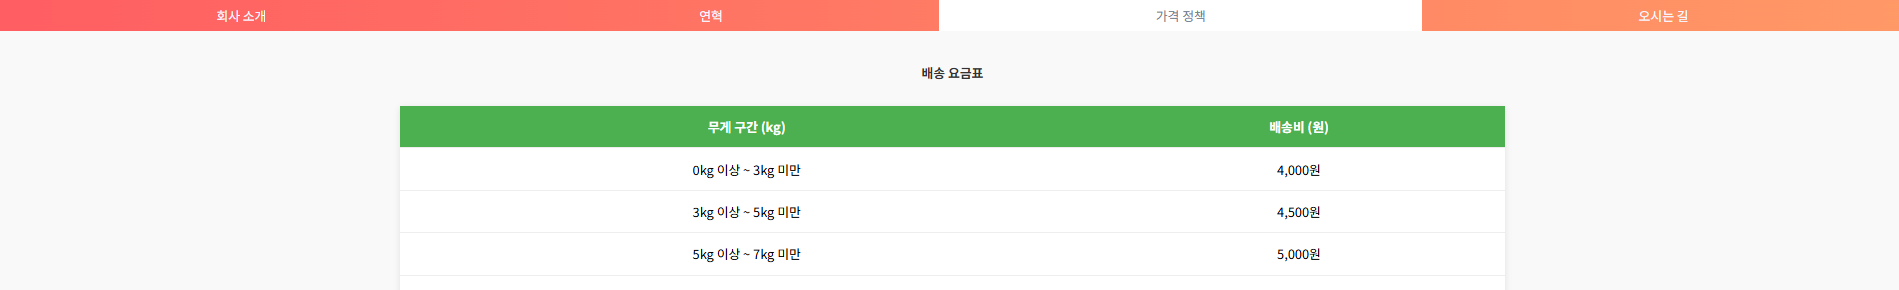 회사 소개 연혁 가격 정책 오시는 길
배송 요금표
무게 구간 (kg) 배송비 (원)
0kg 이상 ~ 3kg 미만 4,000원
3kg 이상 ~ 5kg 미만 4,500원
5kg 이상 ~ 7kg 미만 5,000원